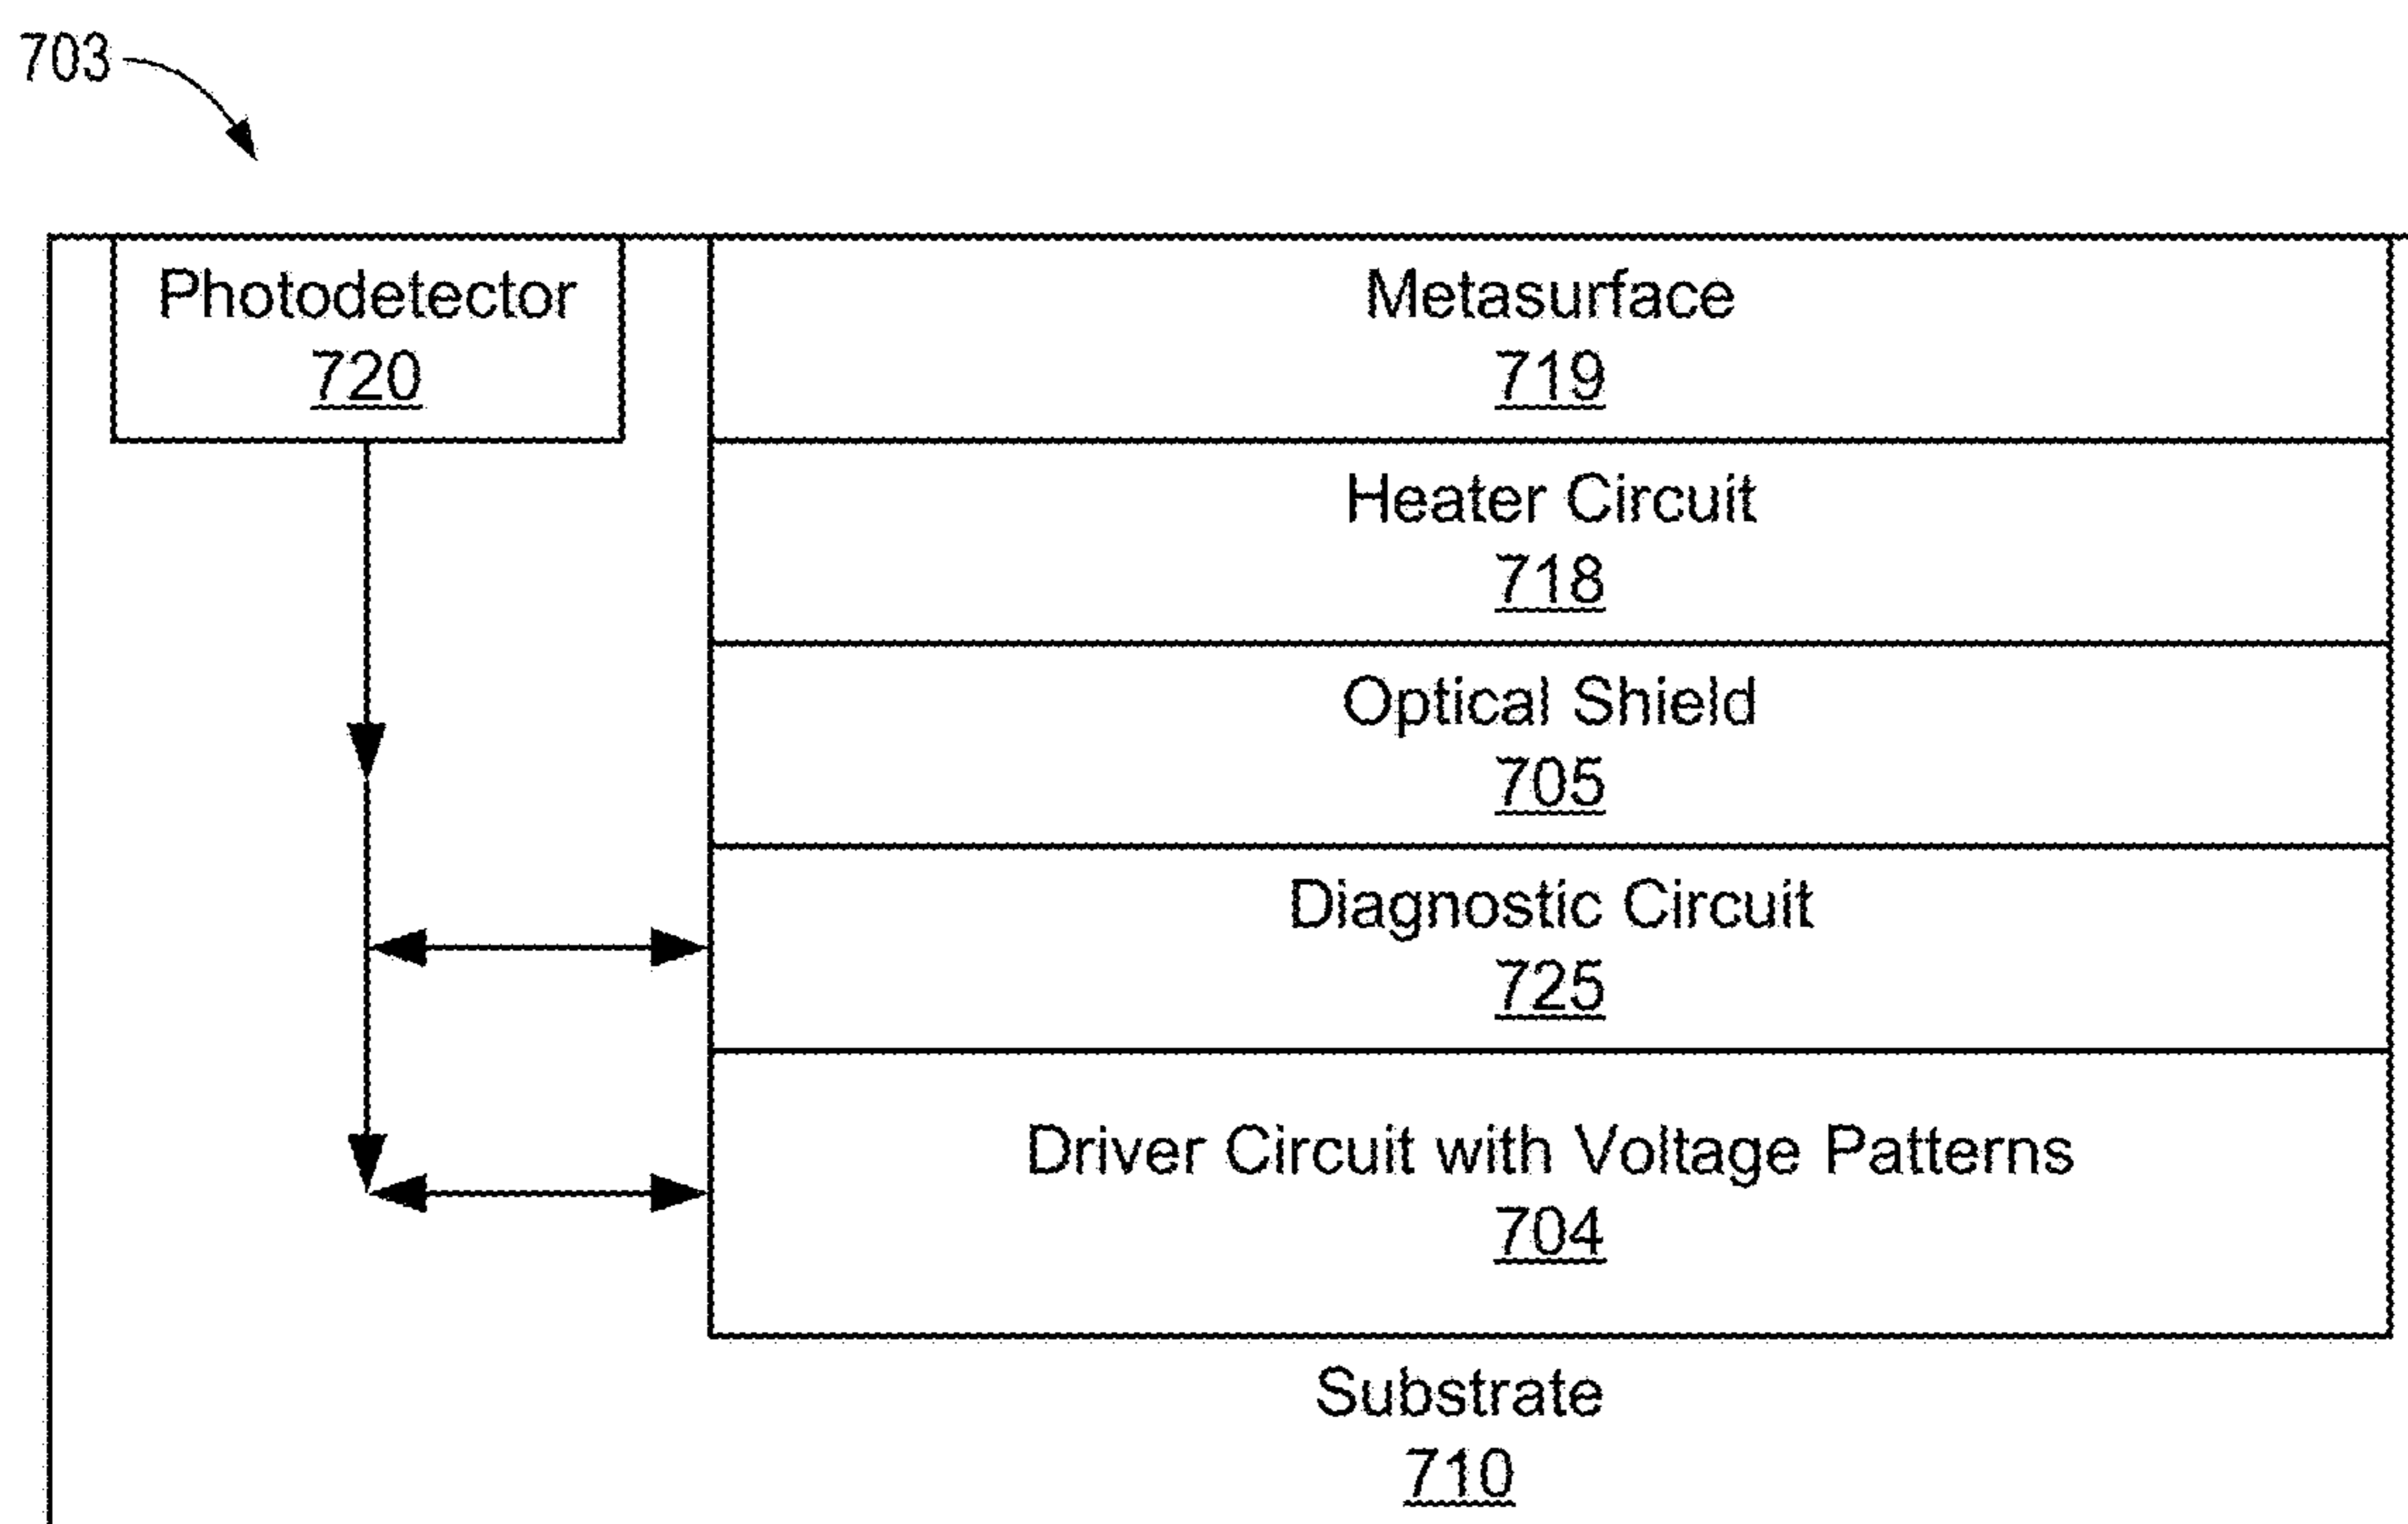 703
Photodetector
720
Metasurface
719
Heater Circuit
718
Optical Shield
705
Diagnostic Circuit
725
Driver Circuit with Voltage Patterns
704
Substrate
710